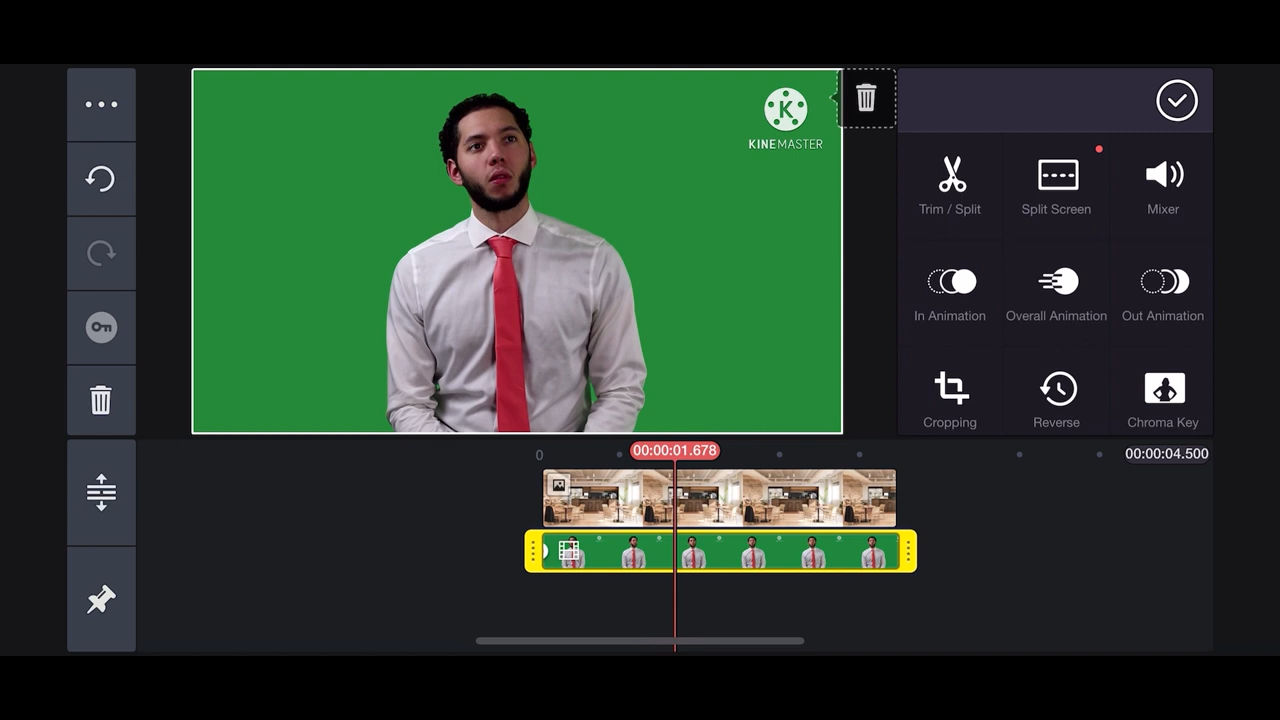 K
KINEMASTER
Trim / Split
Split Screen
Mixer
In Animation
Overall Animation
Out Animation
Cropping
Reverse
Chroma Key
0
00:00:01.678
00:00:04.500